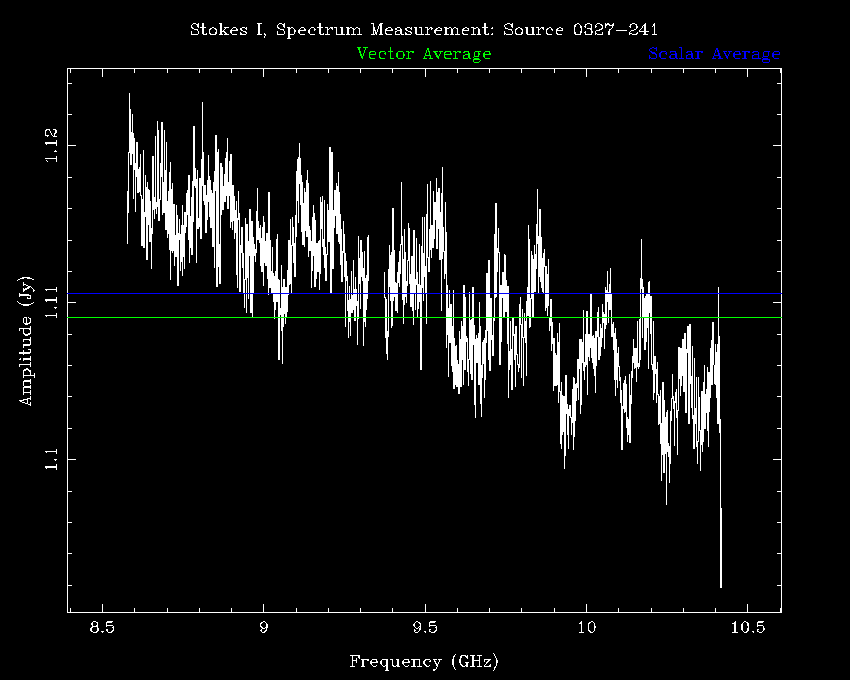 Stokes I, Spectrum Measurement: Source 0327-241
Vector Average Scalar Average
1.12
1.11
1.1
Amplitude (Jy)
8.5 9 9.5 10 10.5
Frequency (GHz)